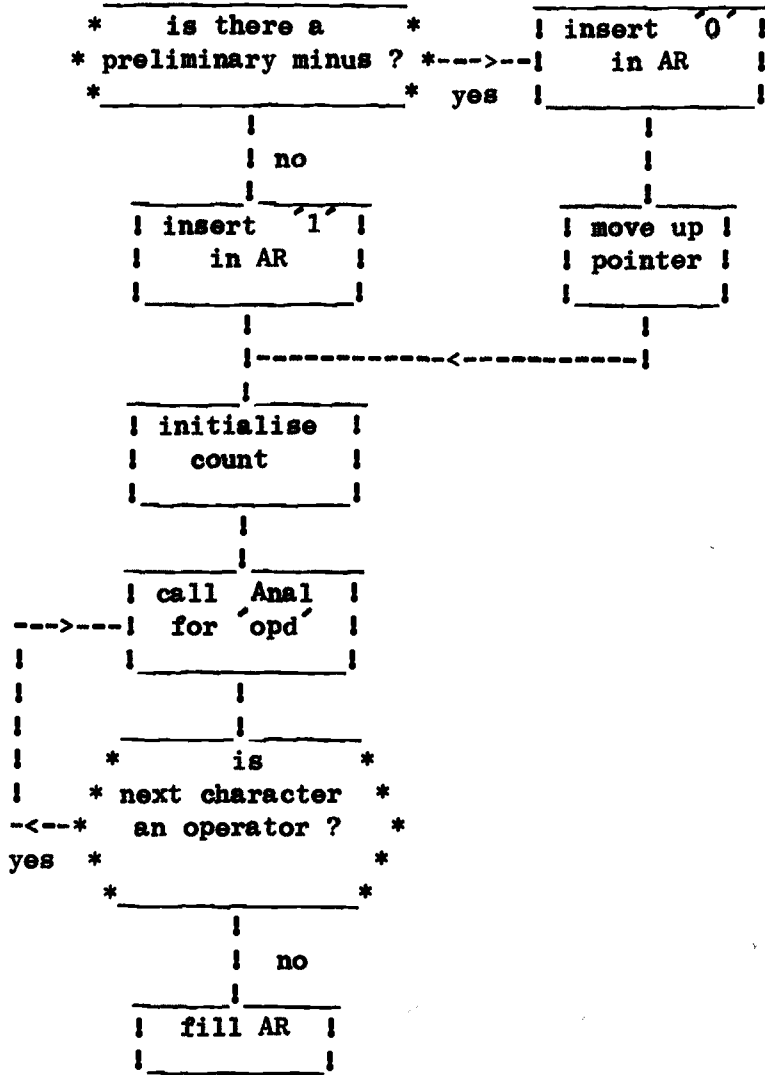 is there a
preliminary minus ?
yes
insert '0'
in AR
no
insert '1'
in AR
move up
pointer
initialise
count
call 'Anal
for 'opd'
is
next character
an operator ?
yes
no
fill AR